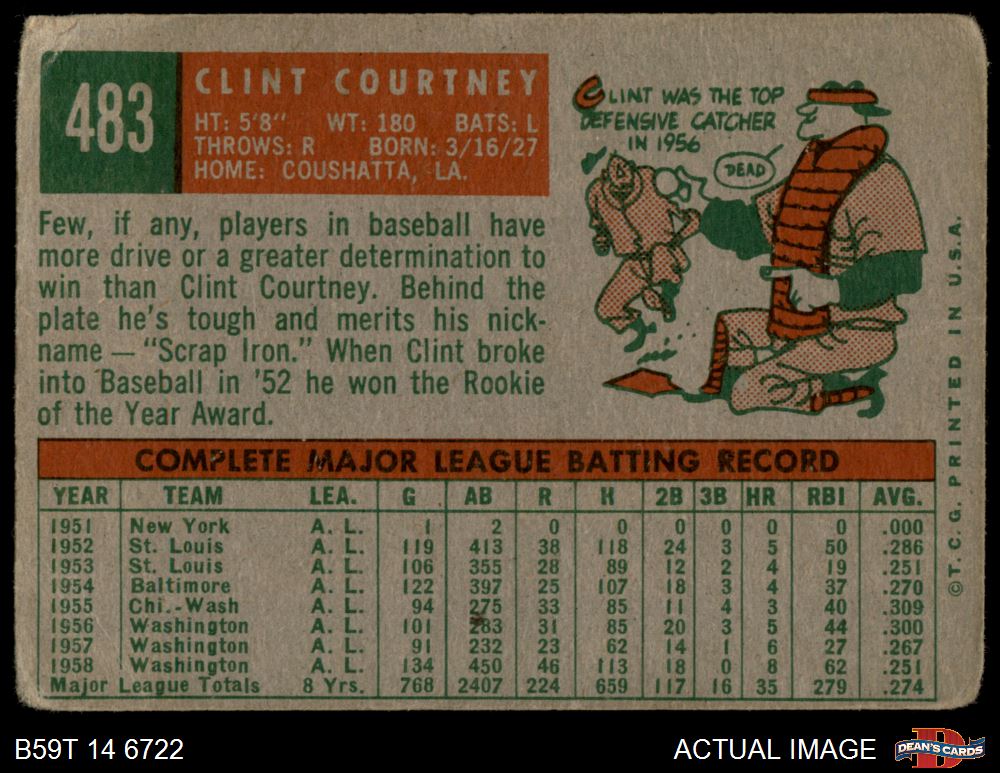 483
CLINT COURTNEY
HT: 5'8" WT: 180 BATS: L
THROWS: R BORN: 3/16/27
HOME: COUSHATTA, LA.
CLINT WAS THE TOP
DEFENSIVE CATCHER
IN 1956
DEAD
Few, if any, players in baseball have
more drive or a greater determination to
win than Clint Courtney. Behind the
plate he's tough and merits his nick-
name — "Scrap Iron." When Clint broke
into Baseball in '52 he won the Rookie
of the Year Award.
COMPLETE MAJOR LEAGUE BATTING RECORD
YEAR TEAM LEA. G AB R H 2B 3B HR RBI AVG.
1951 New York A. L. 1 2 0 0 0 0 0 0 .000
1952 St. Louis A. L. 119 413 38 118 24 3 5 50 .286
1953 St. Louis A. L. 106 355 28 89 12 2 4 19 .251
1954 Baltimore A. L. 122 397 25 107 18 3 4 37 .270
1955 Chi.-Wash A. L. 94 275 33 85 11 4 3 40 .309
1956 Washington A. L. 101 283 31 85 20 3 5 44 .300
1957 Washington A. L. 91 232 23 62 14 1 6 27 .267
1958 Washington A. L. 134 450 46 113 18 0 8 62 .251
Major League Totals 8 Yrs. 768 2407 224 659 117 16 35 279 .274
©T.C.G. PRINTED IN U.S.A.
B59T 14 6722
ACTUAL IMAGE
D
DEAN'S CARDS